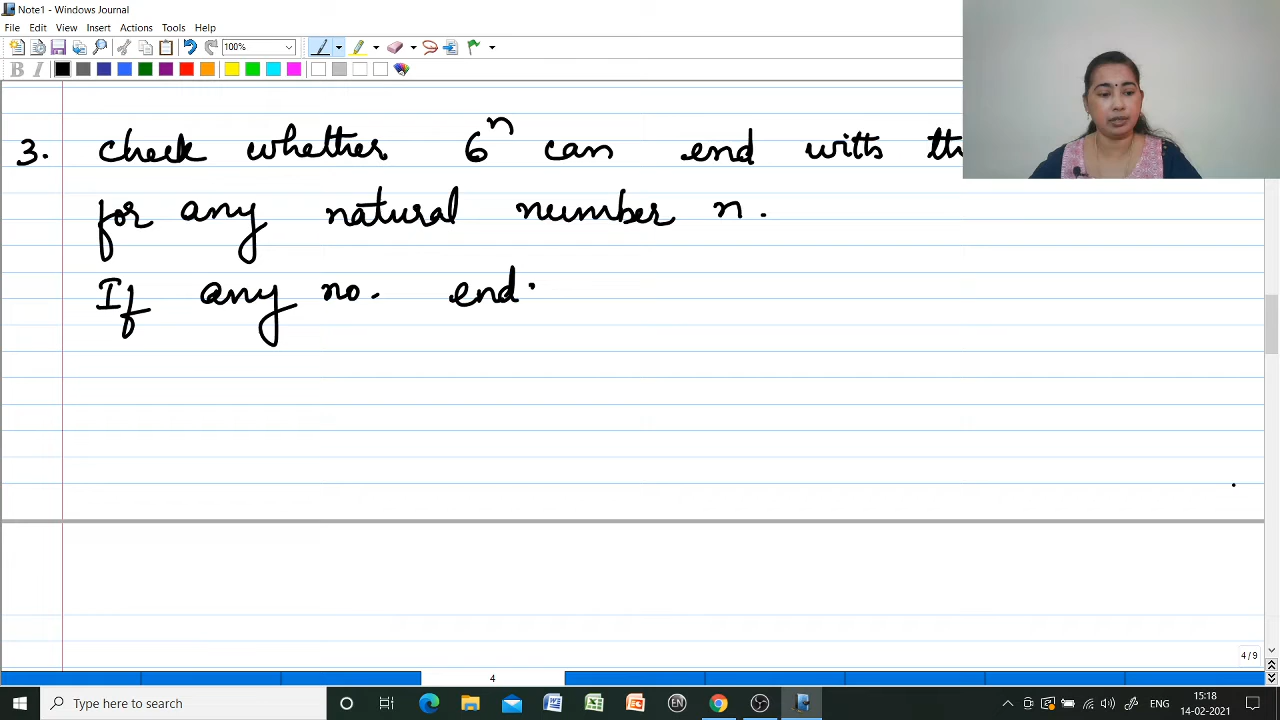 Note1 - Windows Journal
File Edit View Insert Actions Tools Help
100%
B I
3. check whether 6ⁿ can end with
for any natural number n.
If any no. end
4/9
4
Type here to search
EN
ENG
15:18
14-02-2021